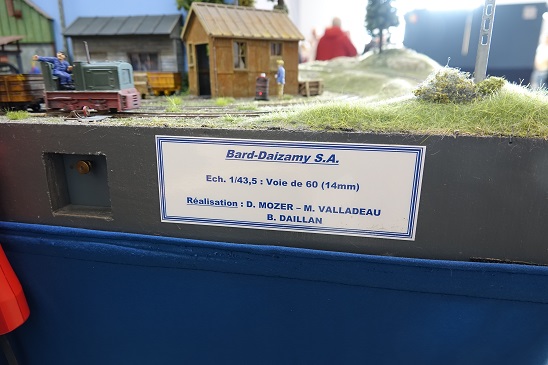 Bard-Daizamy S.A.
Ech. 1/43,5 : Voie de 60 (14mm)
Réalisation : D. MOZER – M. VALLADEAU
B. DAILLAN